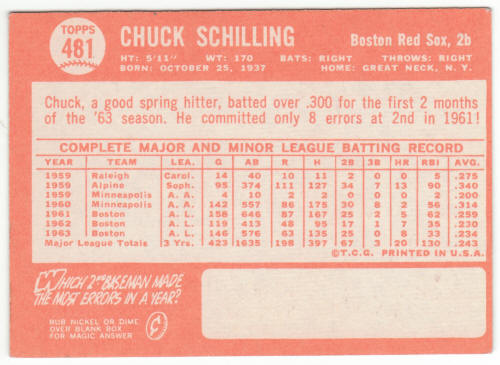 TOPPS
481
CHUCK SCHILLING
Boston Red Sox, 2b
HT: 5'11" WT: 170 BATS: RIGHT THROWS: RIGHT
BORN: OCTOBER 25, 1937 HOME: GREAT NECK, N. Y.
Chuck, a good spring hitter, batted over .300 for the first 2 months
of the '63 season. He committed only 8 errors at 2nd in 1961!
COMPLETE MAJOR AND MINOR LEAGUE BATTING RECORD
YEAR TEAM LEA. G AB R H 2B 3B HR RBI AVG.
1959 Raleigh Carol. 14 40 10 11 2 0 0 5 .275
1959 Alpine Soph. 95 374 111 127 34 7 13 90 .340
1959 Minneapolis A. A. 4 10 2 2 0 0 0 0 .200
1960 Minneapolis A. A. 142 557 86 175 30 8 2 56 .314
1961 Boston A. L. 158 646 87 167 25 2 5 62 .259
1962 Boston A. L. 119 413 48 95 17 1 7 35 .230
1963 Boston A. L. 146 576 63 135 25 0 8 33 .234
Major League Totals 3 Yrs. 423 1635 198 397 67 3 20 130 .243
©T.C.G. PRINTED IN U.S.A.
WHICH 2ND BASEMAN MADE
THE MOST ERRORS IN A YEAR?
RUB NICKEL OR DIME
OVER BLANK BOX
FOR MAGIC ANSWER